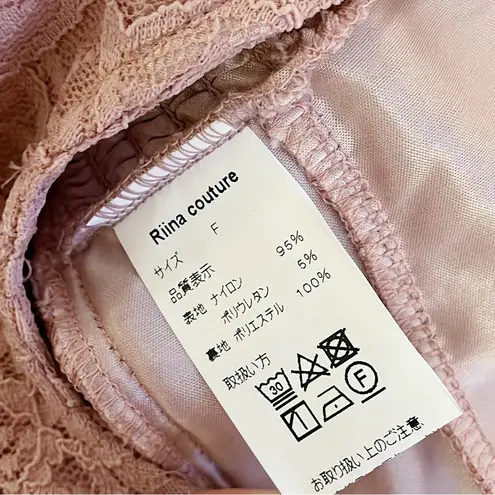 Riina couture
サイズ F
品質表示
表地 ナイロン 95%
ポリウレタン 5%
裏地 ポリエステル 100%
取扱い方
30
F
お取り扱い上のご注意